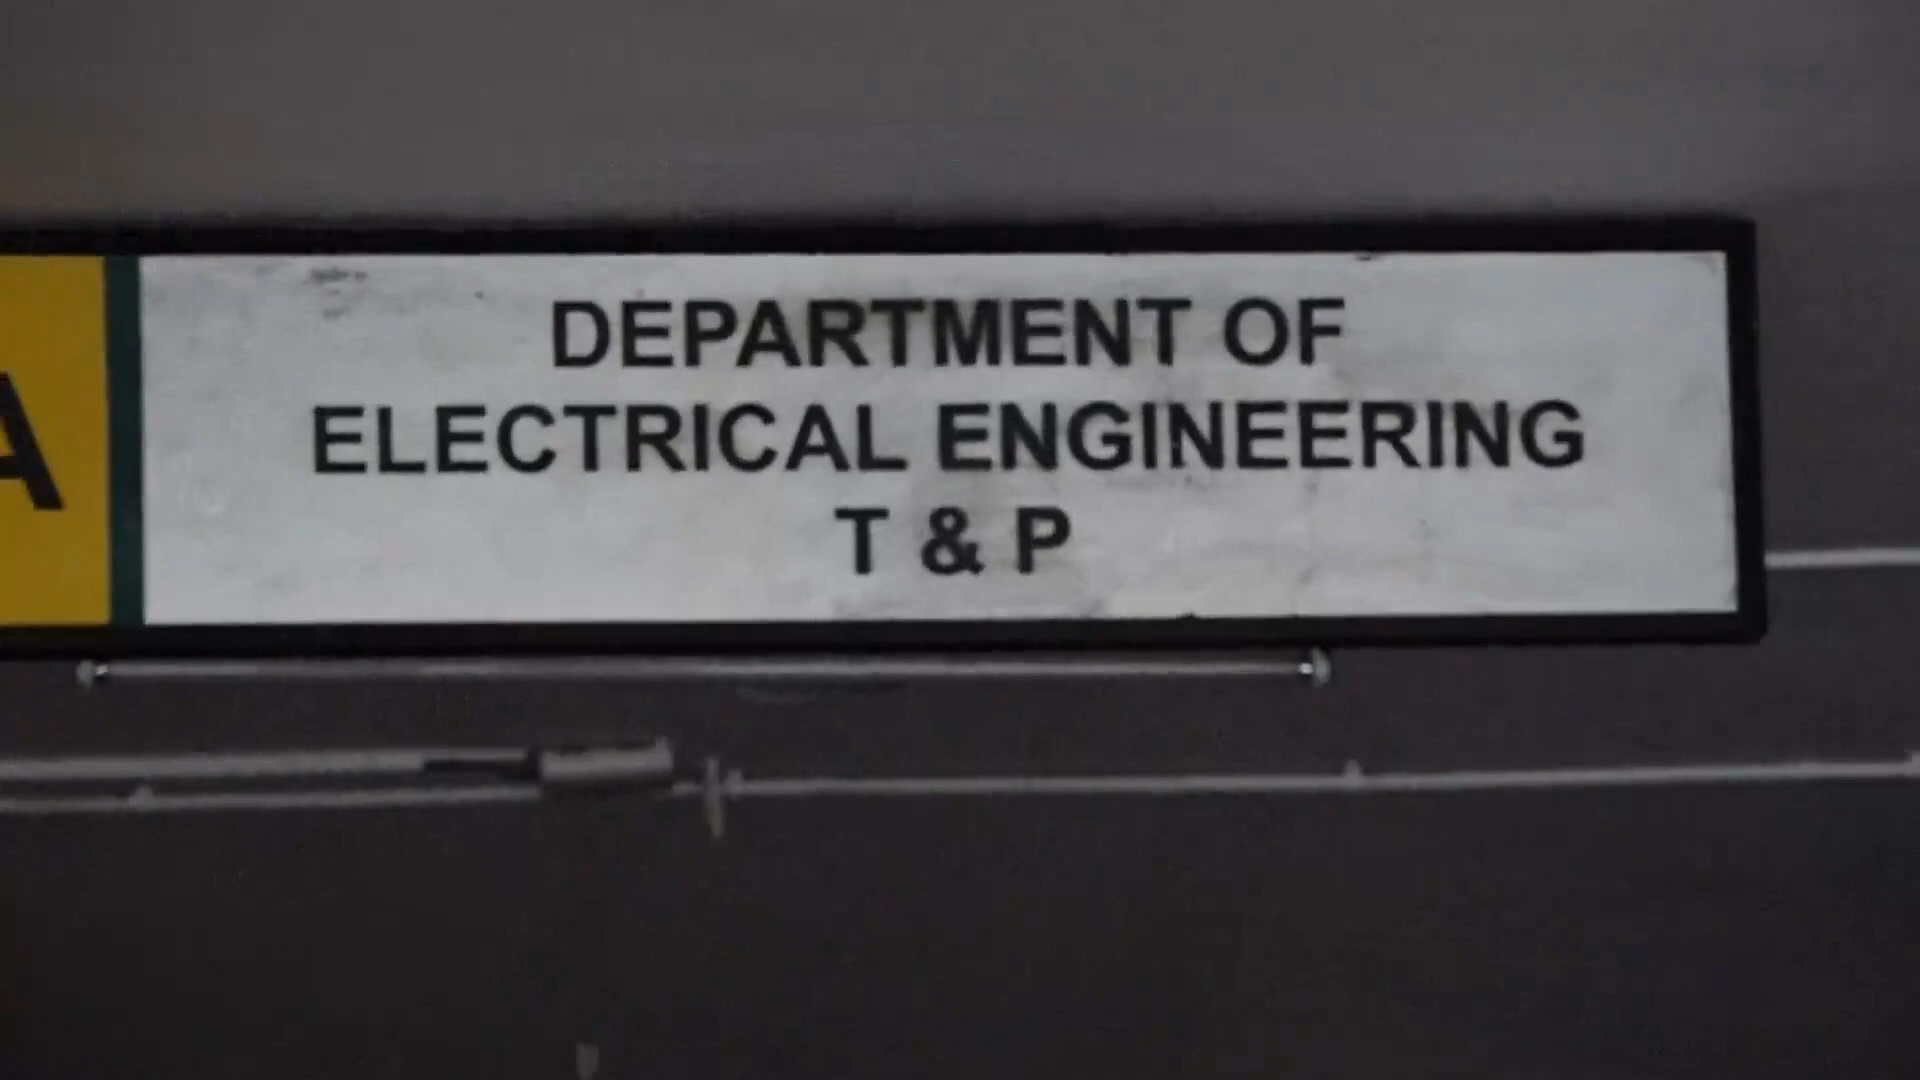 A
DEPARTMENT OF
ELECTRICAL ENGINEERING
T & P